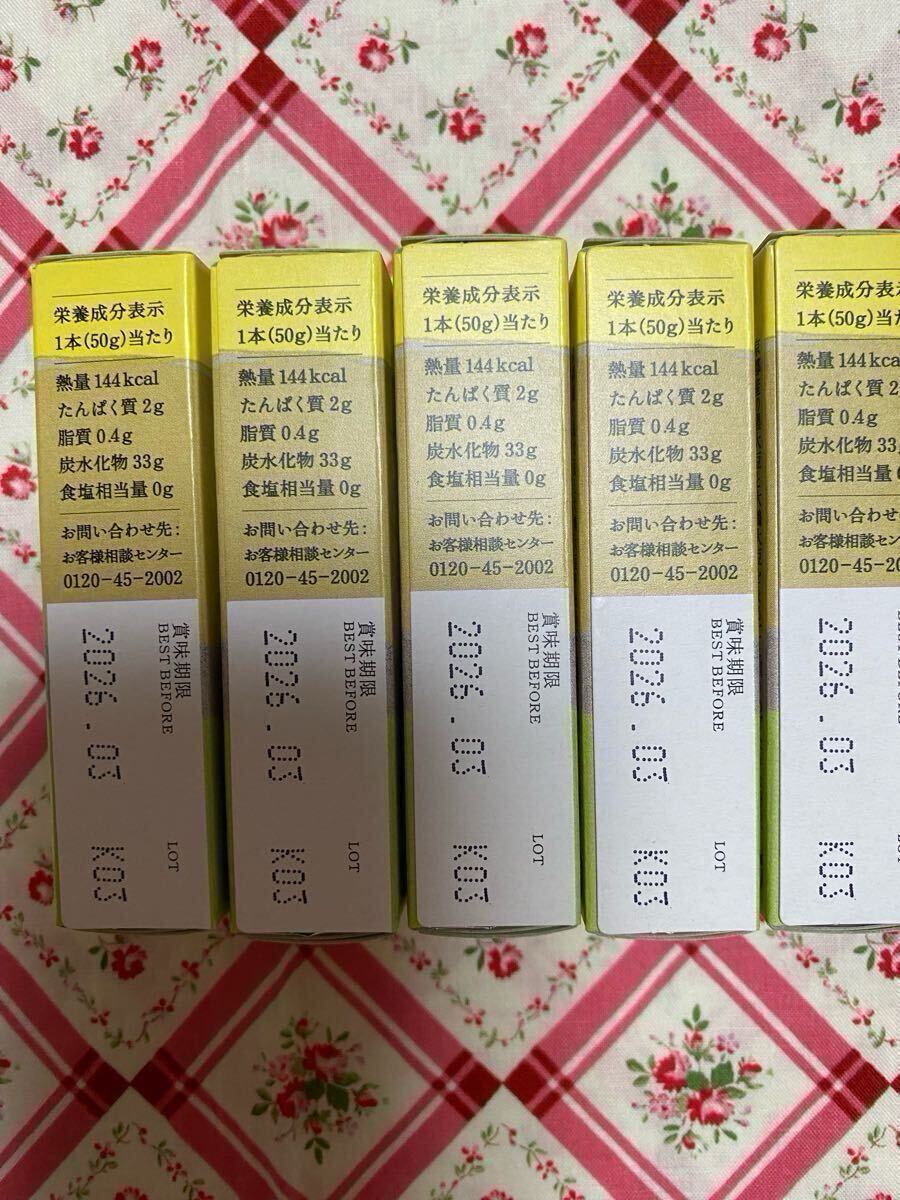 栄養成分表示
1本(50g)当たり
熱量 144kcal
たんぱく質 2g
脂質 0.4g
炭水化物 33g
食塩相当量 0g
お問い合わせ先:
お客様相談センター
0120-45-2002
賞味期限
BEST BEFORE
2026.03
LOT
K03
栄養成分表示
1本(50g)当たり
熱量 144kcal
たんぱく質 2g
脂質 0.4g
炭水化物 33g
食塩相当量 0g
お問い合わせ先:
お客様相談センター
0120-45-2002
賞味期限
BEST BEFORE
2026.03
LOT
K03
栄養成分表示
1本(50g)当たり
熱量 144kcal
たんぱく質 2g
脂質 0.4g
炭水化物 33g
食塩相当量 0g
お問い合わせ先:
お客様相談センター
0120-45-2002
賞味期限
BEST BEFORE
2026.03
LOT
K03
栄養成分表示
1本(50g)当たり
熱量 144kcal
たんぱく質 2g
脂質 0.4g
炭水化物 33g
食塩相当量 0g
お問い合わせ先:
お客様相談センター
0120-45-2002
賞味期限
BEST BEFORE
2026.03
LOT
K03
栄養成分表
1本(50g)当
熱量 144kc
たんぱく質 2
脂質 0.4g
炭水化物 33
食塩相当量
お問い合わせ
お客様相談セン
0120-45-2
2026.03
K03